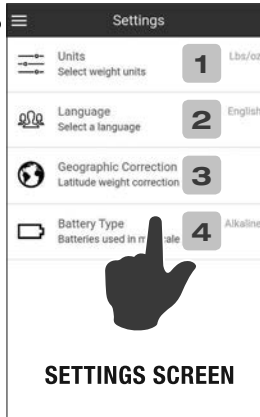 Settings
Units
Select weight units
1
Lbs/oz
Language
Select a language
2
English
Geographic Correction
Latitude weight correction
3
Battery Type
Batteries used in
4
Alkaline
SETTINGS SCREEN